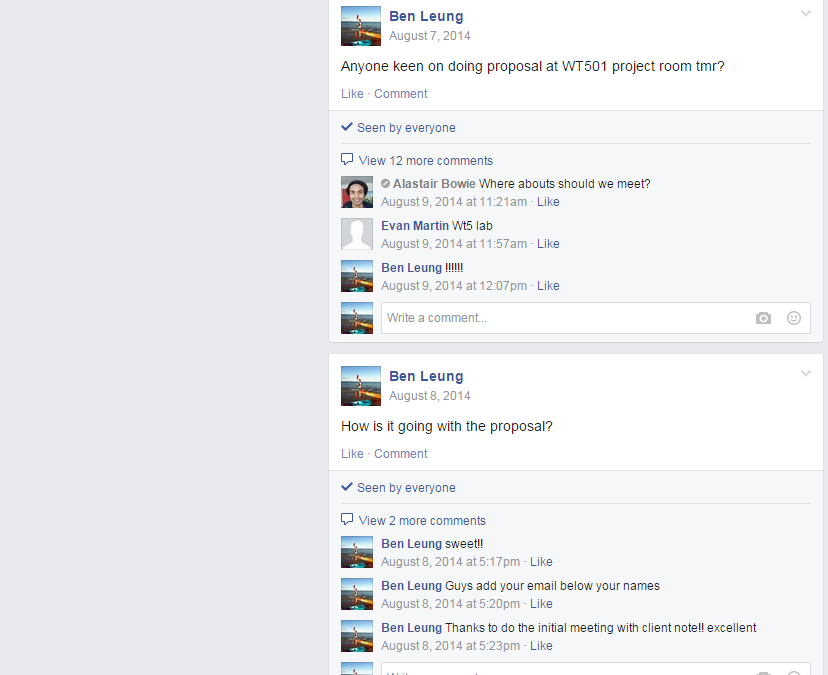 Ben Leung
August 7, 2014
Anyone keen on doing proposal at WT501 project room tmr?
Like · Comment
Seen by everyone
View 12 more comments
Alastair Bowie Where abouts should we meet?
August 9, 2014 at 11:21am · Like
Evan Martin Wt5 lab
August 9, 2014 at 11:57am · Like
Ben Leung !!!!!!
August 9, 2014 at 12:07pm · Like
Write a comment...
Ben Leung
August 8, 2014
How is it going with the proposal?
Like · Comment
Seen by everyone
View 2 more comments
Ben Leung sweet!!
August 8, 2014 at 5:17pm · Like
Ben Leung Guys add your email below your names
August 8, 2014 at 5:20pm · Like
Ben Leung Thanks to do the initial meeting with client note!! excellent
August 8, 2014 at 5:23pm · Like